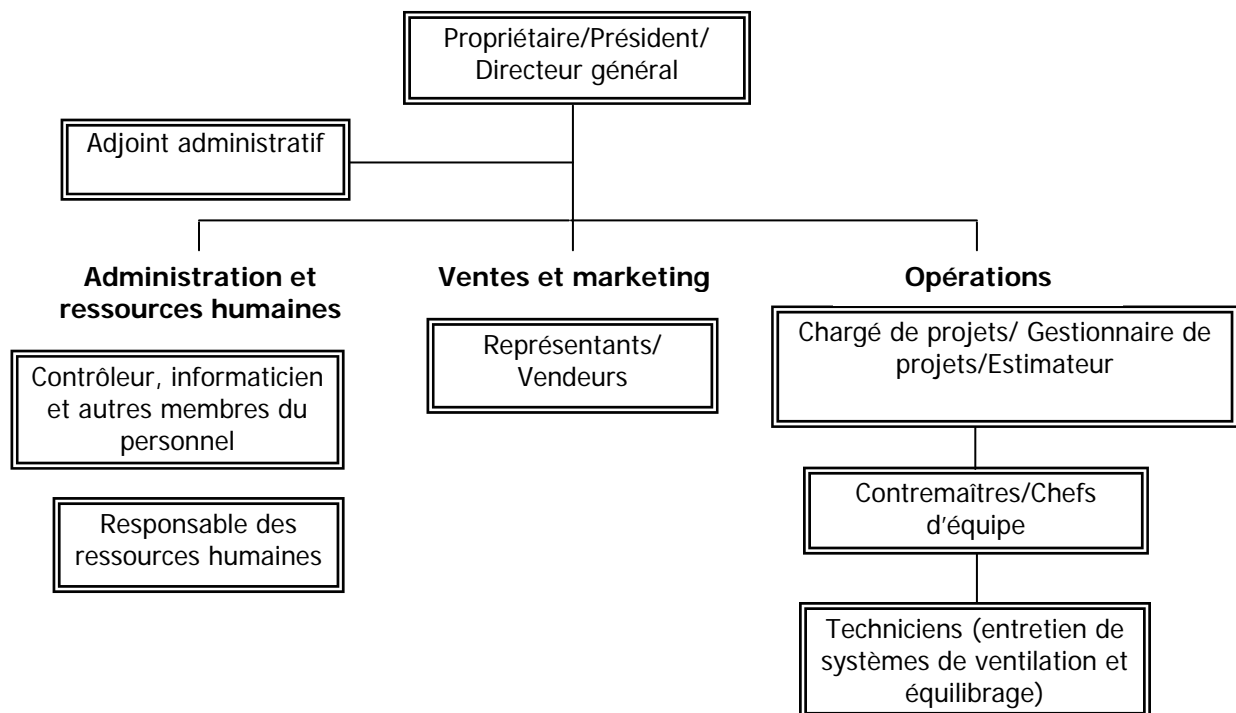 Propriétaire/Président/
Directeur général
Adjoint administratif
Administration et
ressources humaines
Ventes et marketing
Opérations
Contrôleur, informaticien
et autres membres du
personnel
Responsable des
ressources humaines
Représentants/
Vendeurs
Chargé de projets/ Gestionnaire de
projets/Estimateur
Contremaîtres/Chefs
d'équipe
Techniciens (entretien de
systèmes de ventilation et
équilibrage)